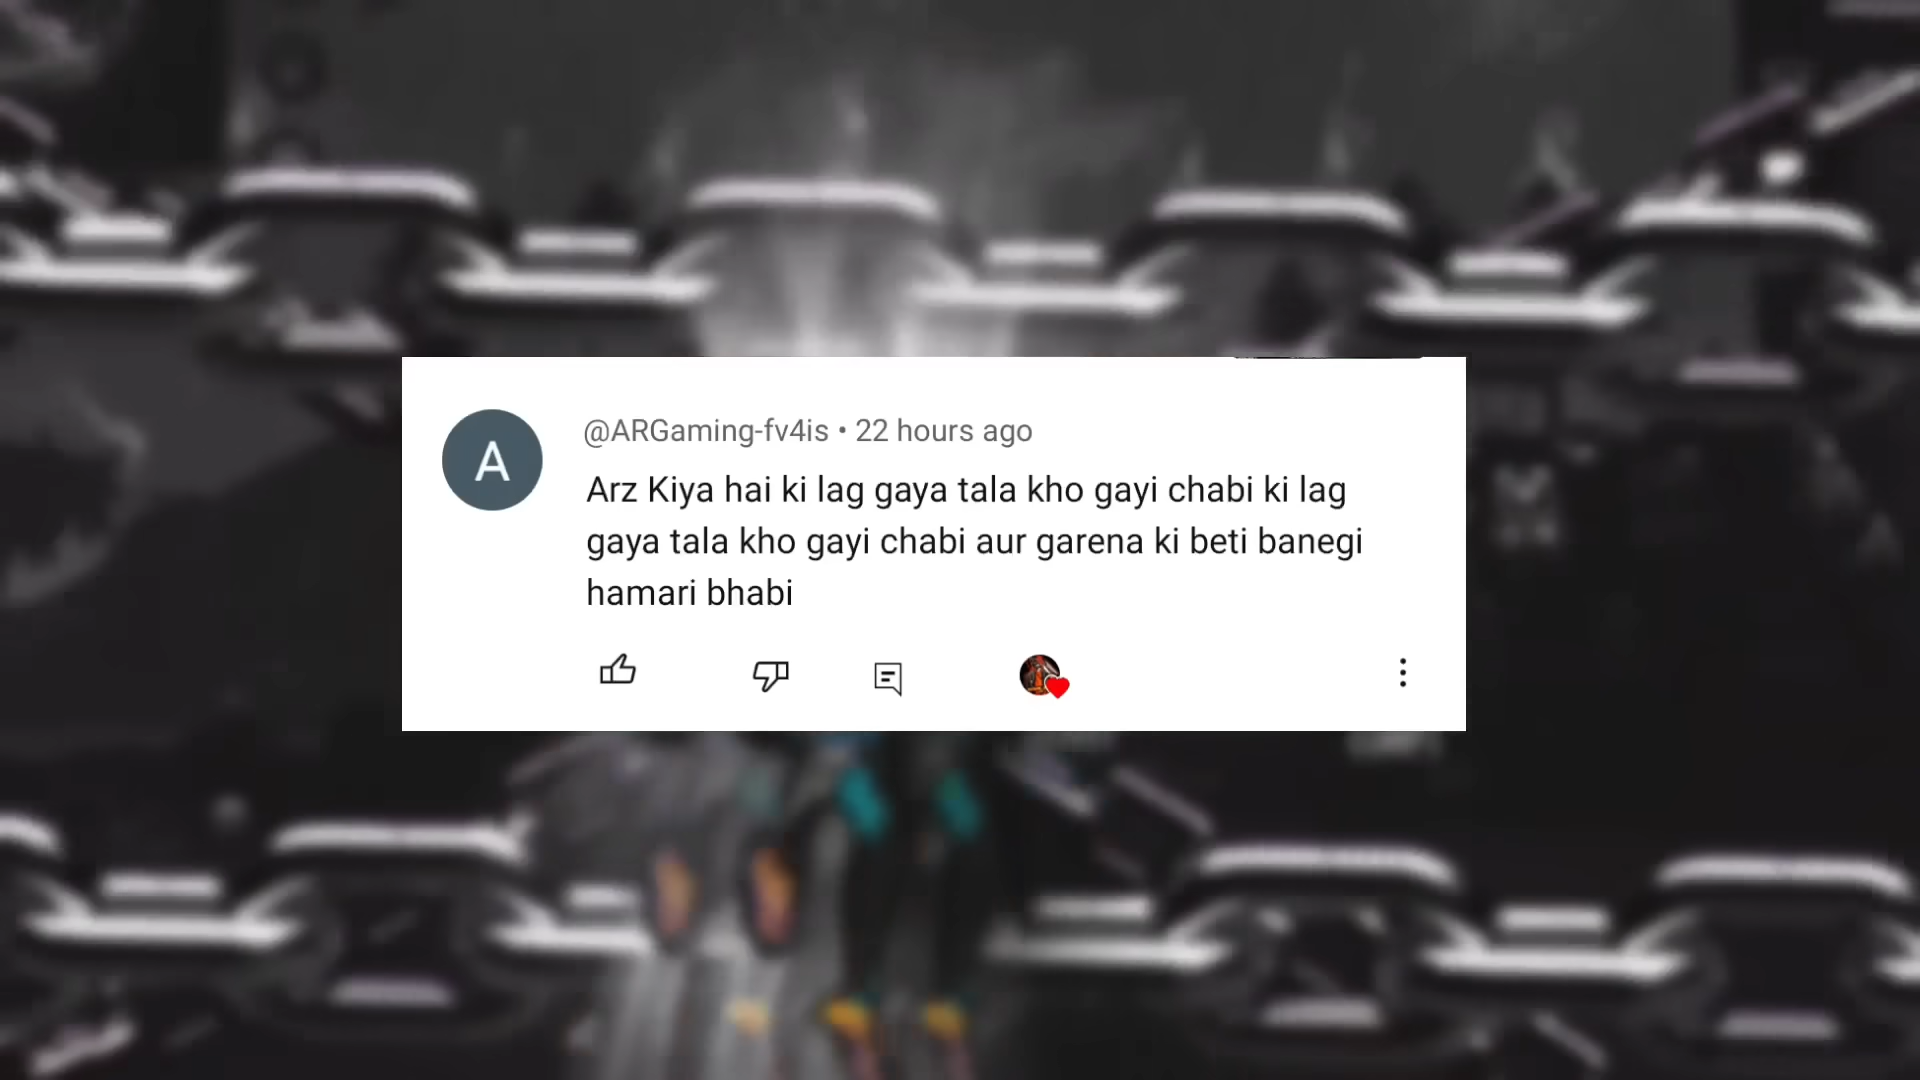 A
@ARGaming-fv4is • 22 hours ago
Arz Kiya hai ki lag gaya tala kho gayi chabi ki lag
gaya tala kho gayi chabi aur garena ki beti banegi
hamari bhabi